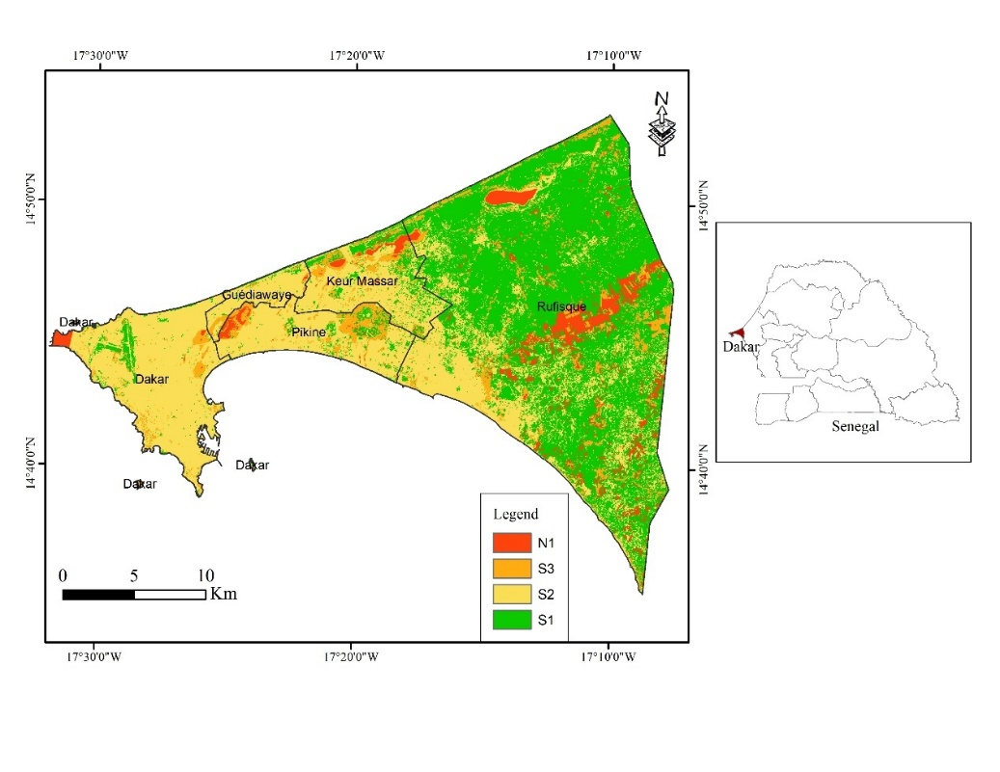 17°30'0"W 17°20'0"W 17°10'0"W
N
14°50'0"N
14°50'0"N
Keur Massar
Guédiawaye
Rufisque
Dakar
Pikine
Dakar
Dakar
Senegal
Dakar
14°40'0"N
14°40'0"N
Dakar
Dakar
Legend
N1
S3
S2
S1
0 5 10
Km
17°30'0"W 17°20'0"W 17°10'0"W